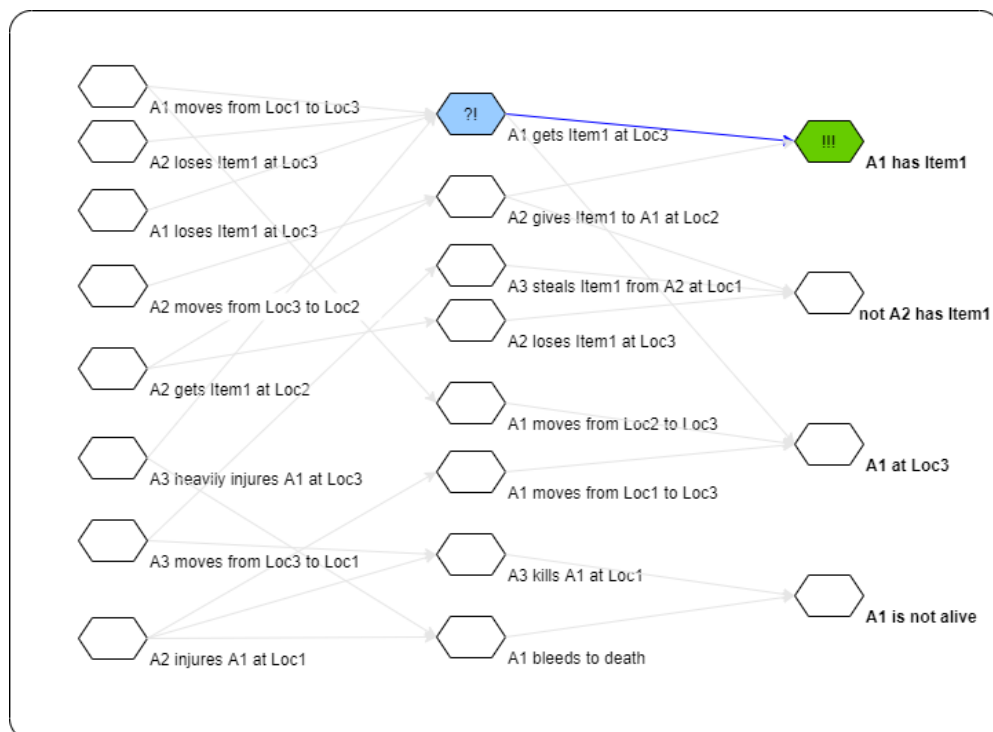 A1 moves from Loc1 to Loc3
A2 loses Item1 at Loc3
A1 loses Item1 at Loc3
A2 moves from Loc3 to Loc2
A2 gets Item1 at Loc2
A3 heavily injures A1 at Loc3
A3 moves from Loc3 to Loc1
A2 injures A1 at Loc1
?!
A1 gets Item1 at Loc3
A2 gives Item1 to A1 at Loc2
A3 steals Item1 from A2 at Loc1
A2 loses Item1 at Loc3
A1 moves from Loc2 to Loc3
A1 moves from Loc1 to Loc3
A3 kills A1 at Loc1
A1 bleeds to death
!!!
A1 has Item1
not A2 has Item1
A1 at Loc3
A1 is not alive